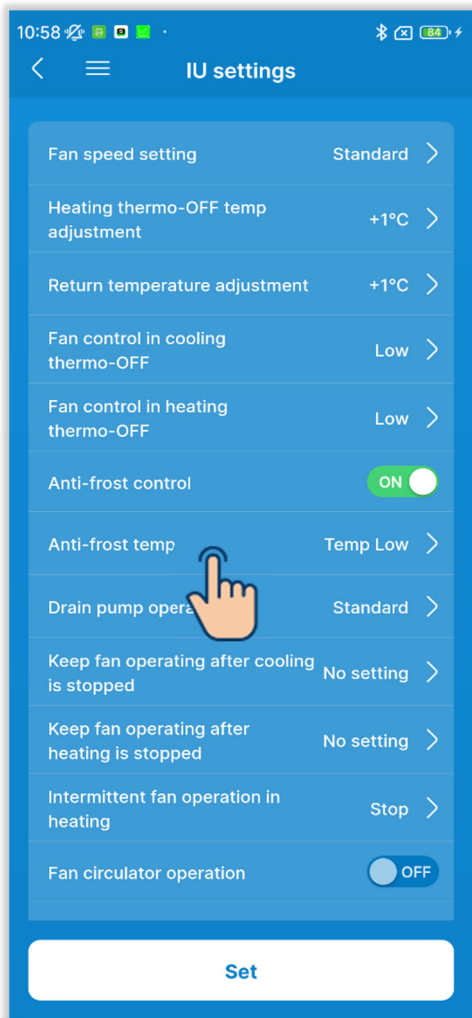 10:58
84
IU settings
Fan speed setting Standard
Heating thermo-OFF temp
adjustment
+1°C
Return temperature adjustment +1°C
Fan control in cooling
thermo-OFF
Low
Fan control in heating
thermo-OFF
Low
Anti-frost control ON
Anti-frost temp Temp Low
Drain pump opera Standard
Keep fan operating after cooling
is stopped
No setting
Keep fan operating after
heating is stopped
No setting
Intermittent fan operation in
heating
Stop
Fan circulator operation OFF
Set